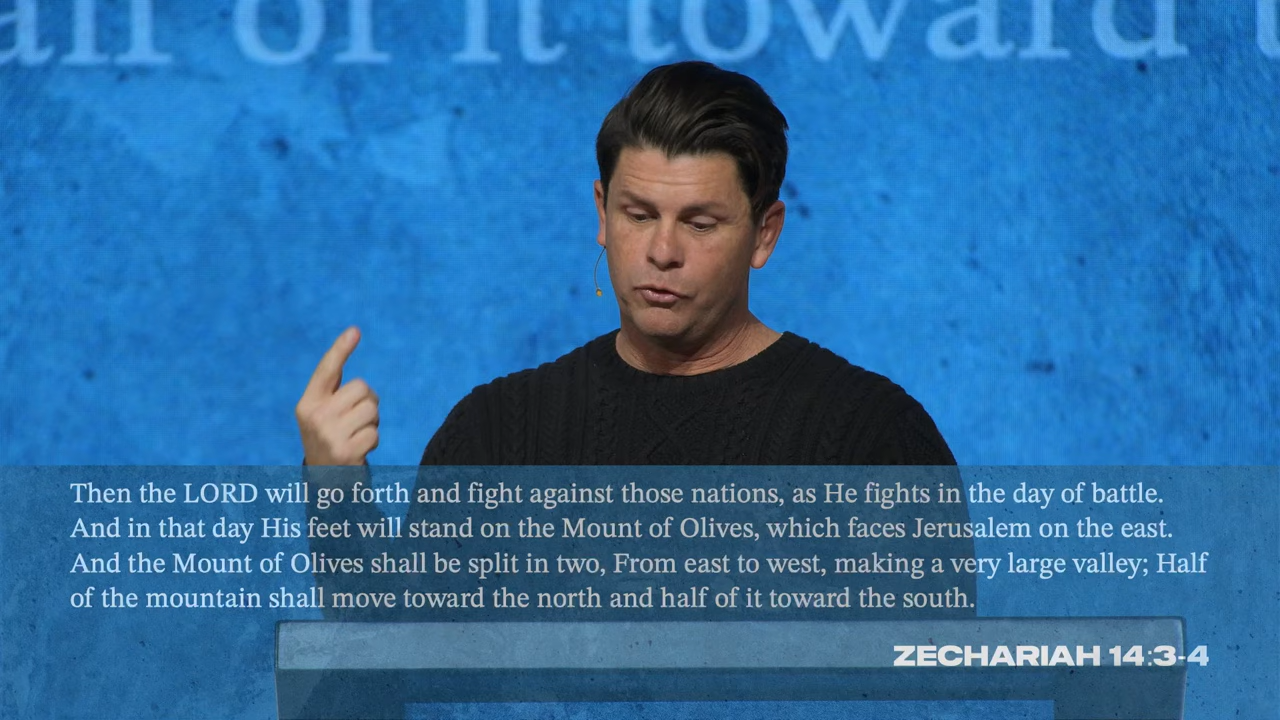 of it toward
Then the LORD will go forth and fight against those nations, as He fights in the day of battle.
And in that day His feet will stand on the Mount of Olives, which faces Jerusalem on the east.
And the Mount of Olives shall be split in two, From east to west, making a very large valley; Half
of the mountain shall move toward the north and half of it toward the south.
ZECHARIAH 14:3-4